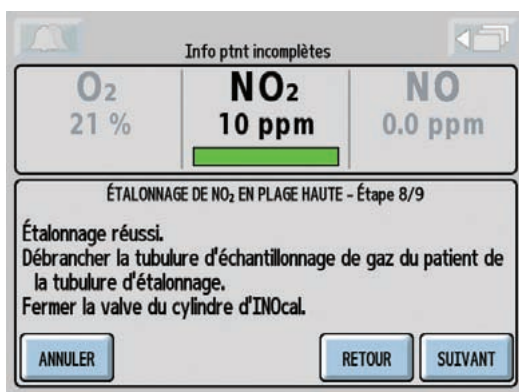 Info ptnt incomplètes
O₂ NO₂ NO
21 % 10 ppm 0.0 ppm
ÉTALONNAGE DE NO₂ EN PLAGE HAUTE - Étape 8/9
Étalonnage réussi.
Débrancher la tubulure d'échantillonnage de gaz du patient de
la tubulure d'étalonnage.
Fermer la valve du cylindre d'INOcal.
ANNULER RETOUR SUIVANT